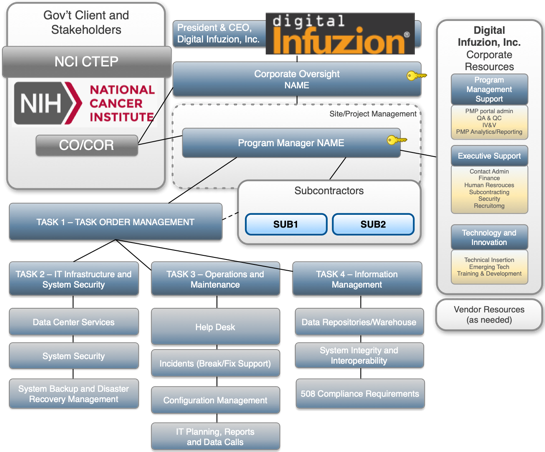 Gov't Client and
Stakeholders
NCI CTEP
NIH
NATIONAL
CANCER
INSTITUTE
CO/COR
President & CEO,
Digital Infuzion, Inc.
digital
Infuzion®
Corporate Oversight
NAME
Site/Project Management
Program Manager NAME
Subcontractors
SUB1
SUB2
TASK 1 – TASK ORDER MANAGEMENT
TASK 2 – IT Infrastructure and
System Security
Data Center Services
System Security
System Backup and Disaster
Recovery Management
TASK 3 – Operations and
Maintenance
Help Desk
Incidents (Break/Fix Support)
Configuration Management
IT Planning, Reports
and Data Calls
TASK 4 – Information
Management
Data Repositories/Warehouse
System Integrity and
Interoperability
508 Compliance Requirements
Digital
Infuzion, Inc.
Corporate
Resources
Program
Management
Support
PMP portal admin
QA & QC
IV&V
PMP Analytics/Reporting
Executive Support
Contact Admin
Finance
Human Resrouces
Subcontracting
Security
Recruitomg
Technology and
Innovation
Technical Insertion
Emerging Tech
Training & Development
Vendor Resources
(as needed)